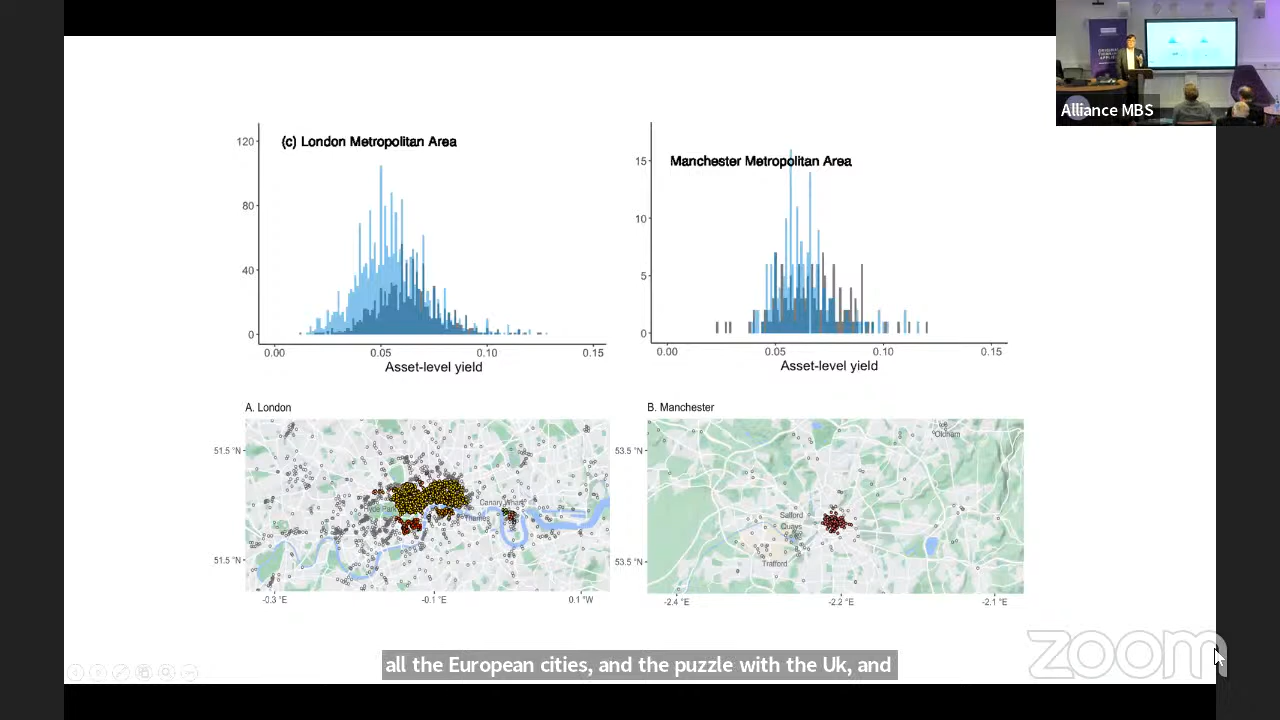 Alliance MBS
(c) London Metropolitan Area
120
80
40
0
0.00
0.05
0.10
0.15
Asset-level yield
Manchester Metropolitan Area
15
10
5
0
0.00
0.05
0.10
0.15
Asset-level yield
A. London
51.5 °N
51.5 °N
Hyde Park
Canary Wharf
Thames
-0.3 °E
-0.1 °E
0.1 °W
B. Manchester
53.5 °N
53.5 °N
Oldham
Salford
Quays
Trafford
-2.4 °E
-2.2 °E
-2.1 °E
all the European cities, and the puzzle with the Uk, and
zoom